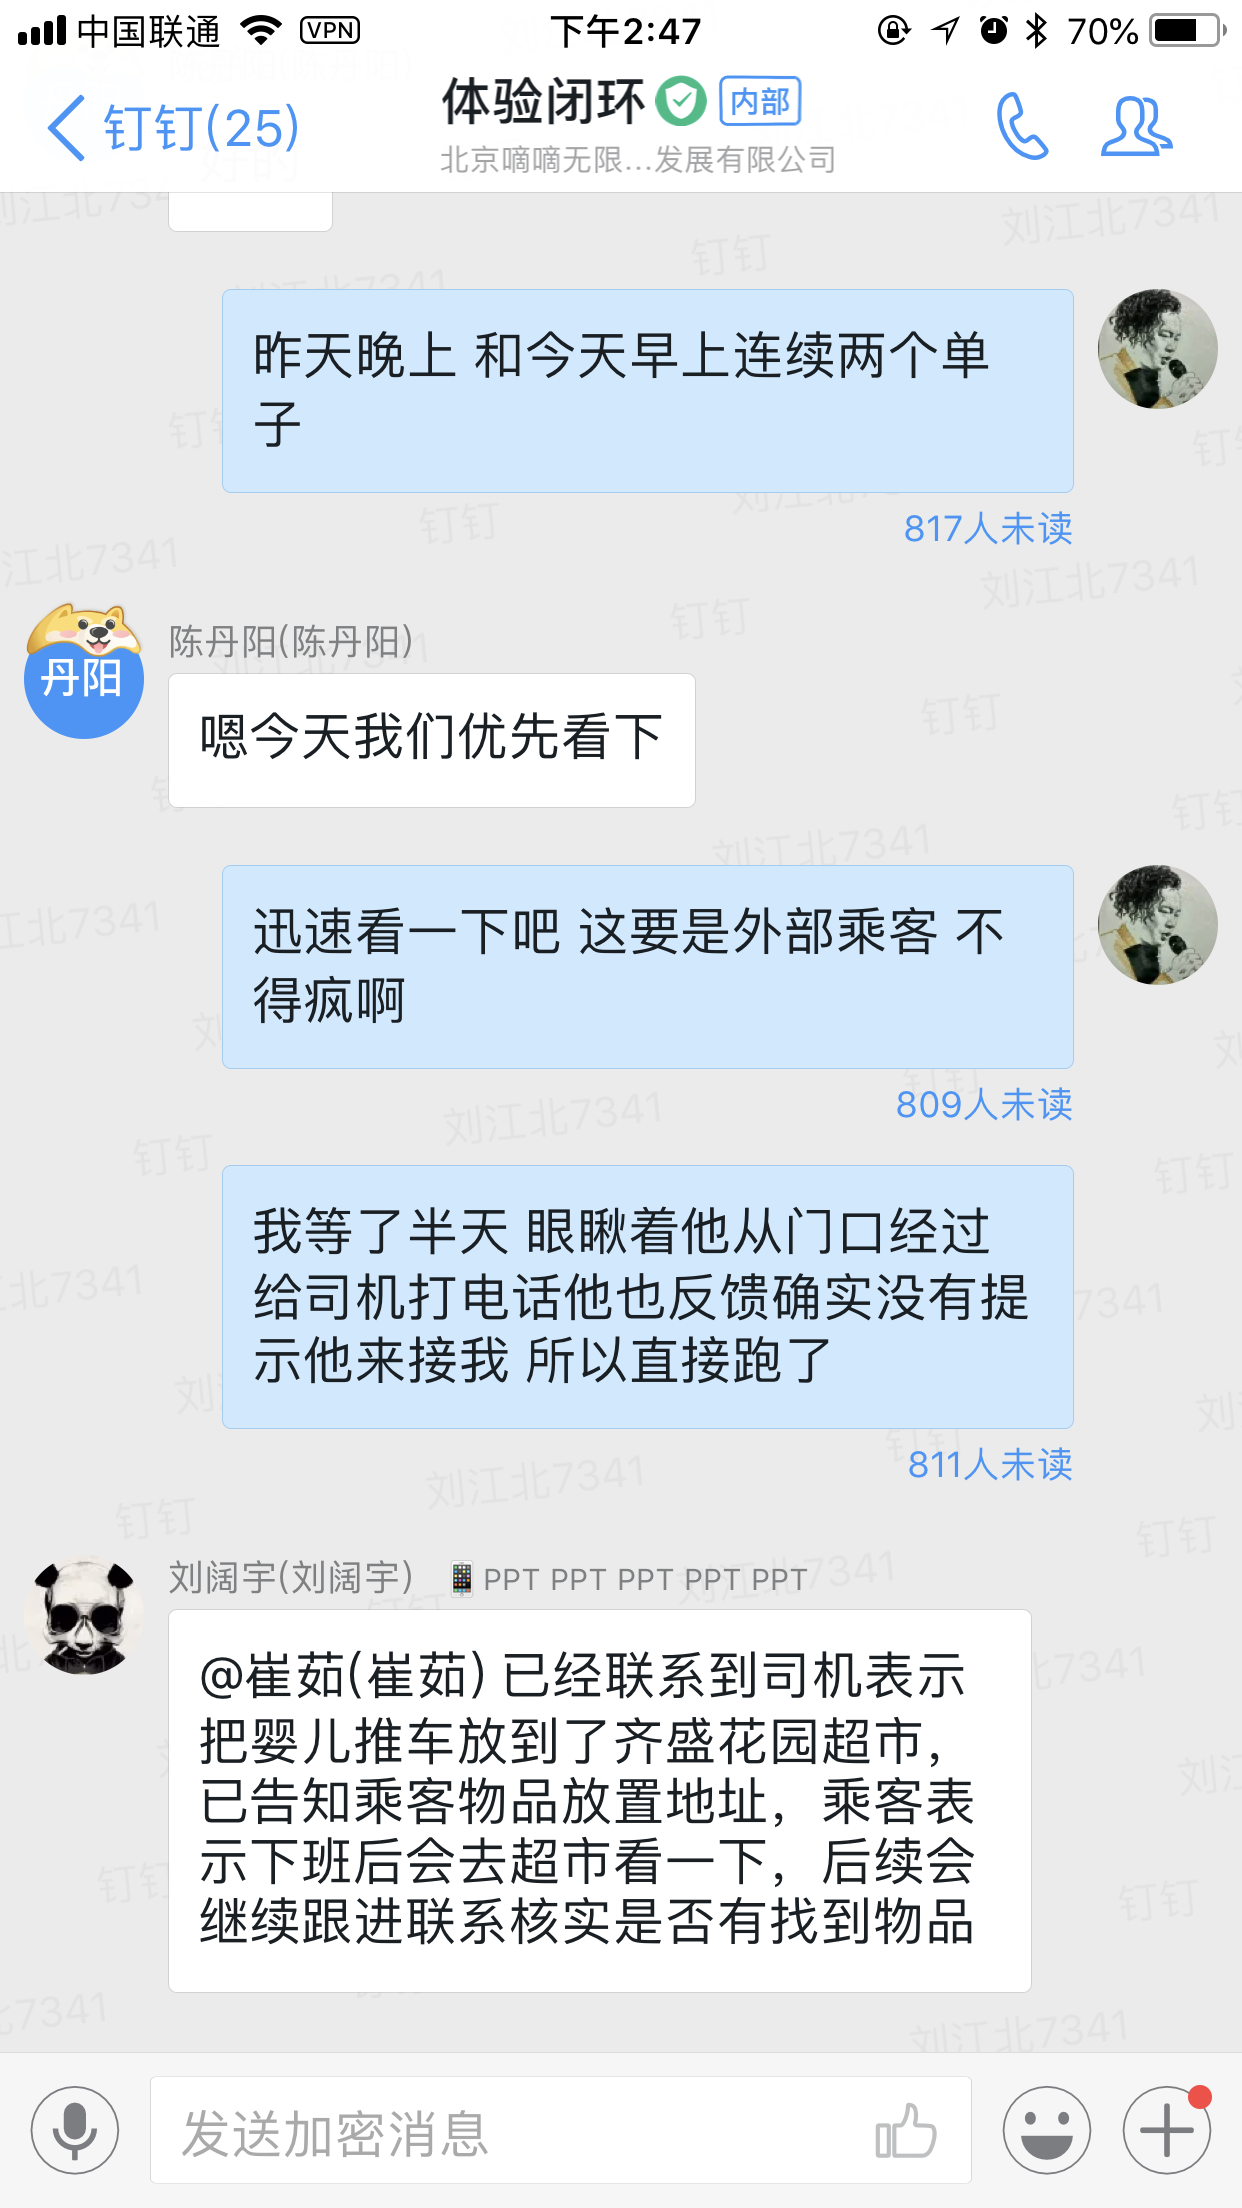 中国联通 VPN 下午2:47 70%
钉钉(25) 体验闭环 内部
北京嘀嘀无限...发展有限公司
昨天晚上 和今天早上连续两个单
子
817人未读
陈丹阳(陈丹阳)
丹阳
嗯今天我们优先看下
迅速看一下吧 这要是外部乘客 不
得疯啊
809人未读
我等了半天 眼瞅着他从门口经过
给司机打电话他也反馈确实没有提
示他来接我 所以直接跑了
811人未读
刘阔宇(刘阔宇) PPT PPT PPT PPT PPT
@崔茹(崔茹) 已经联系到司机表示
把婴儿推车放到了齐盛花园超市，
已告知乘客物品放置地址，乘客表
示下班后会去超市看一下，后续会
继续跟进联系核实是否有找到物品
发送加密消息
刘江北7341
钉钉